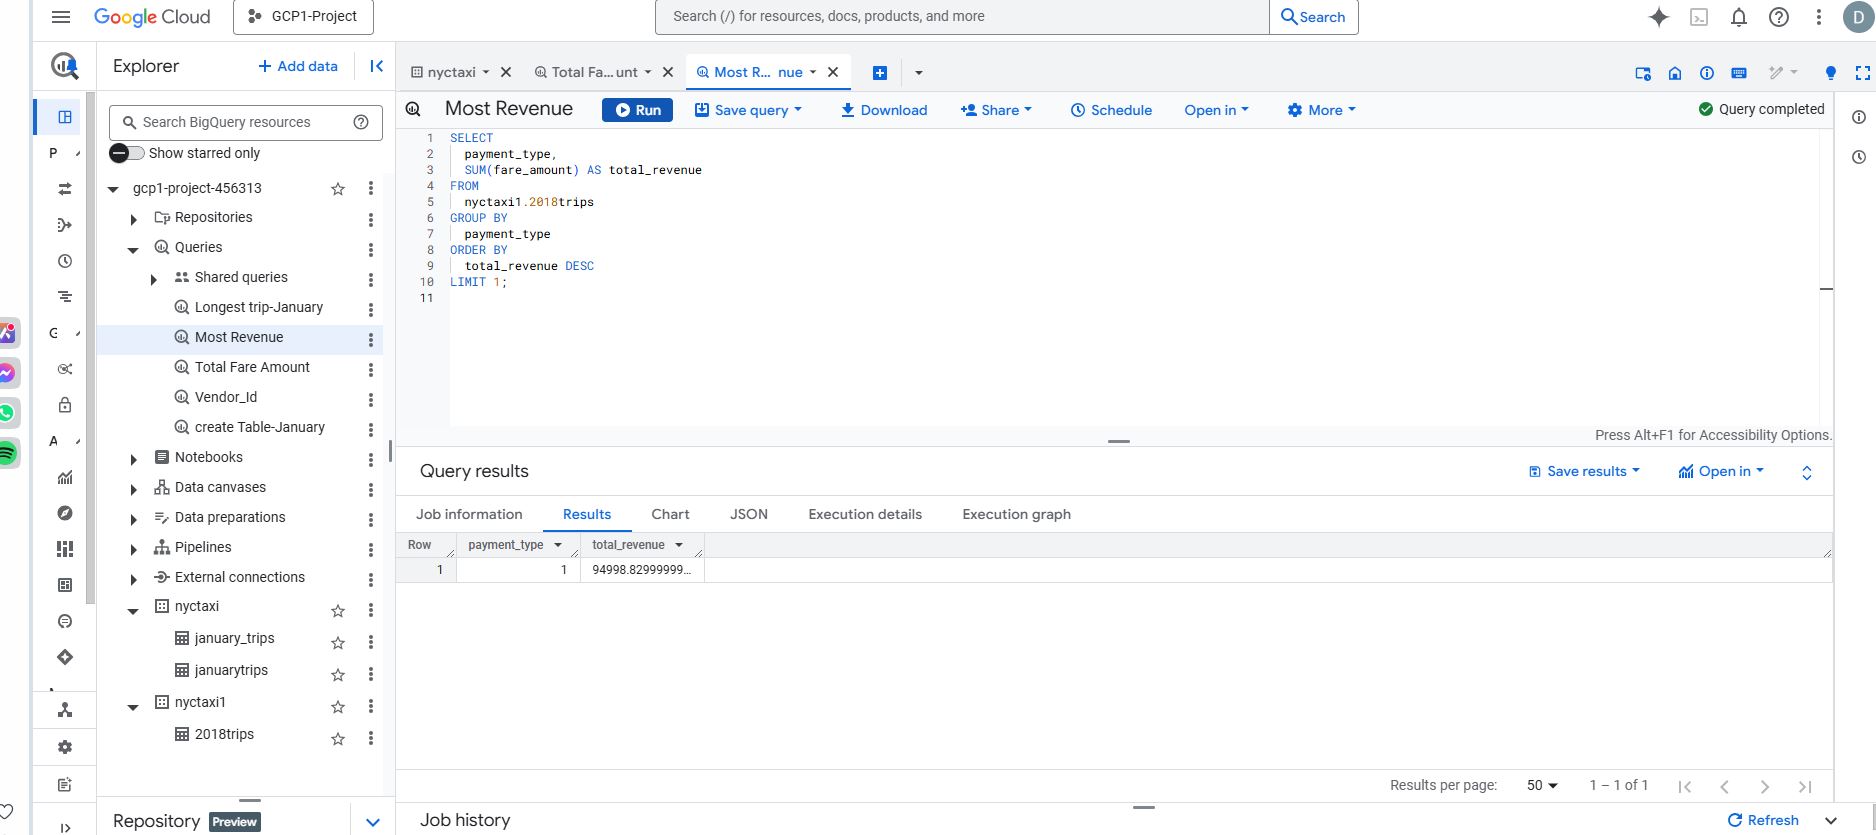 Google Cloud
GCP1-Project
Search (/) for resources, docs, products, and more
Search
D
Explorer
+ Add data
nyctaxi
Total Fa...unt
Most R... nue
Search BigQuery resources
Show starred only
P
G
A
gcp1-project-456313
Repositories
Queries
Shared queries
Longest trip-January
Most Revenue
Total Fare Amount
Vendor_Id
create Table-January
Notebooks
Data canvases
Data preparations
Pipelines
External connections
nyctaxi
january_trips
januarytrips
nyctaxi1
2018trips
Repository Preview
Most Revenue
Run
Save query
Download
Share
Schedule
Open in
More
Query completed
1 SELECT
2 payment_type,
3 SUM(fare_amount) AS total_revenue
4 FROM
5 nyctaxi1.2018trips
6 GROUP BY
7 payment_type
8 ORDER BY
9 total_revenue DESC
10 LIMIT 1;
11
Press Alt+F1 for Accessibility Options.
Query results
Save results
Open in
Job information
Results
Chart
JSON
Execution details
Execution graph
Row payment_type total_revenue
1 1 94998.82999999...
Results per page: 50 1 – 1 of 1
Job history
Refresh